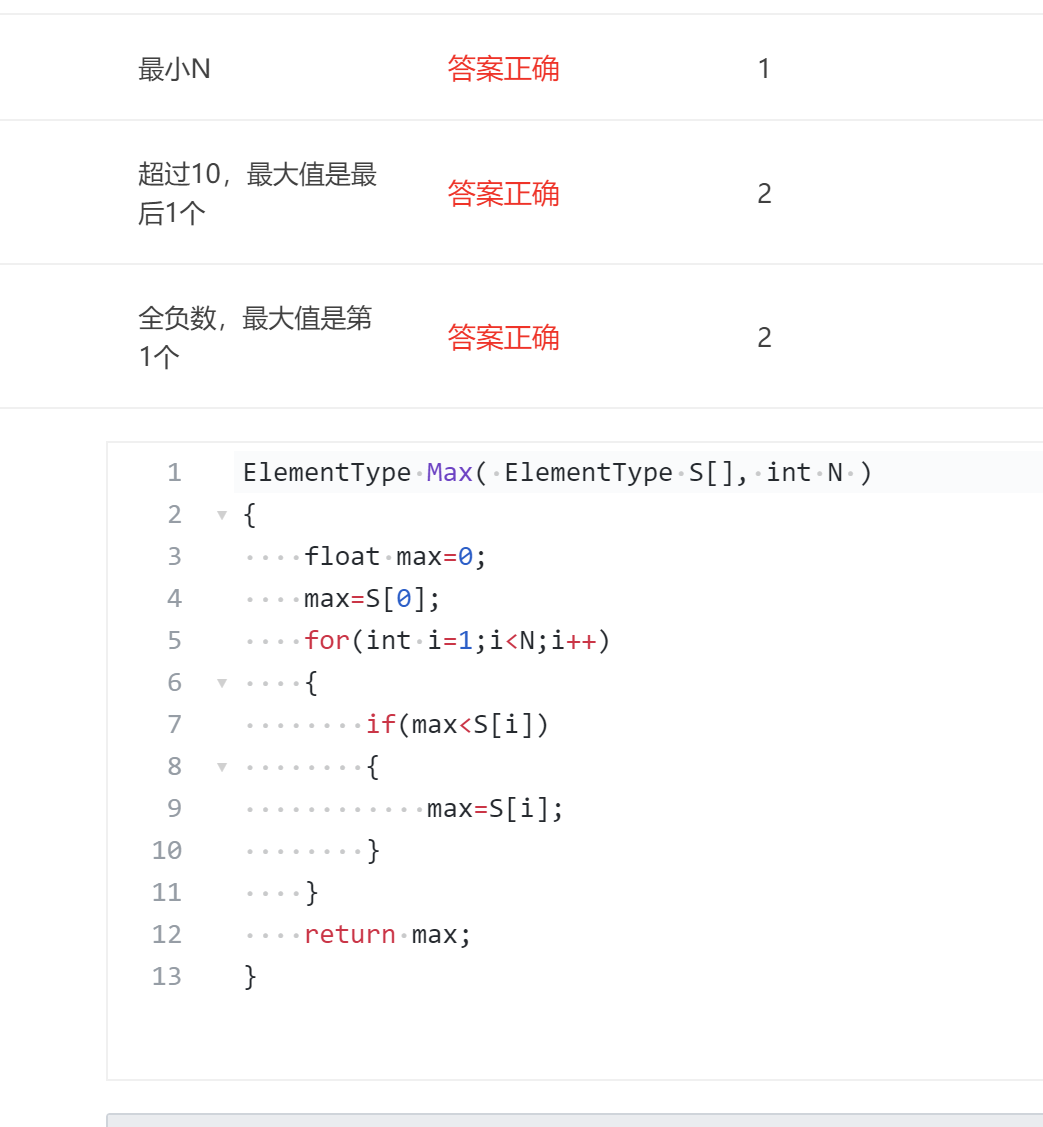 最小N 答案正确 1
超过10，最大值是最
后1个
答案正确 2
全负数，最大值是第
1个
答案正确 2
1 ElementType Max( ElementType S[], int N )
2 {
3     float max=0;
4     max=S[0];
5     for(int i=1;i<N;i++)
6     {
7         if(max<S[i])
8         {
9             max=S[i];
10         }
11     }
12     return max;
13 }